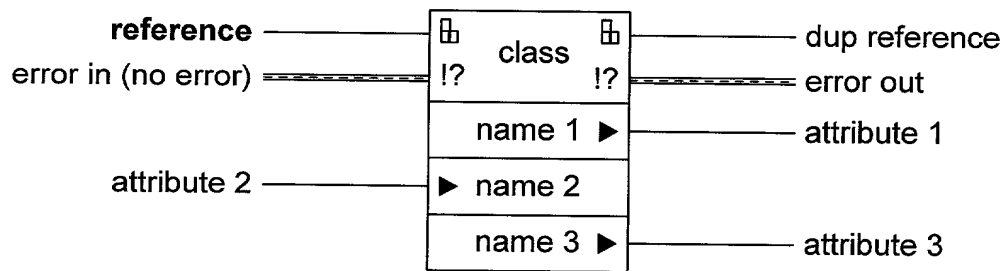 reference
class
dup reference
error in (no error)
!?
!?
error out
name 1
attribute 1
attribute 2
name 2
name 3
attribute 3